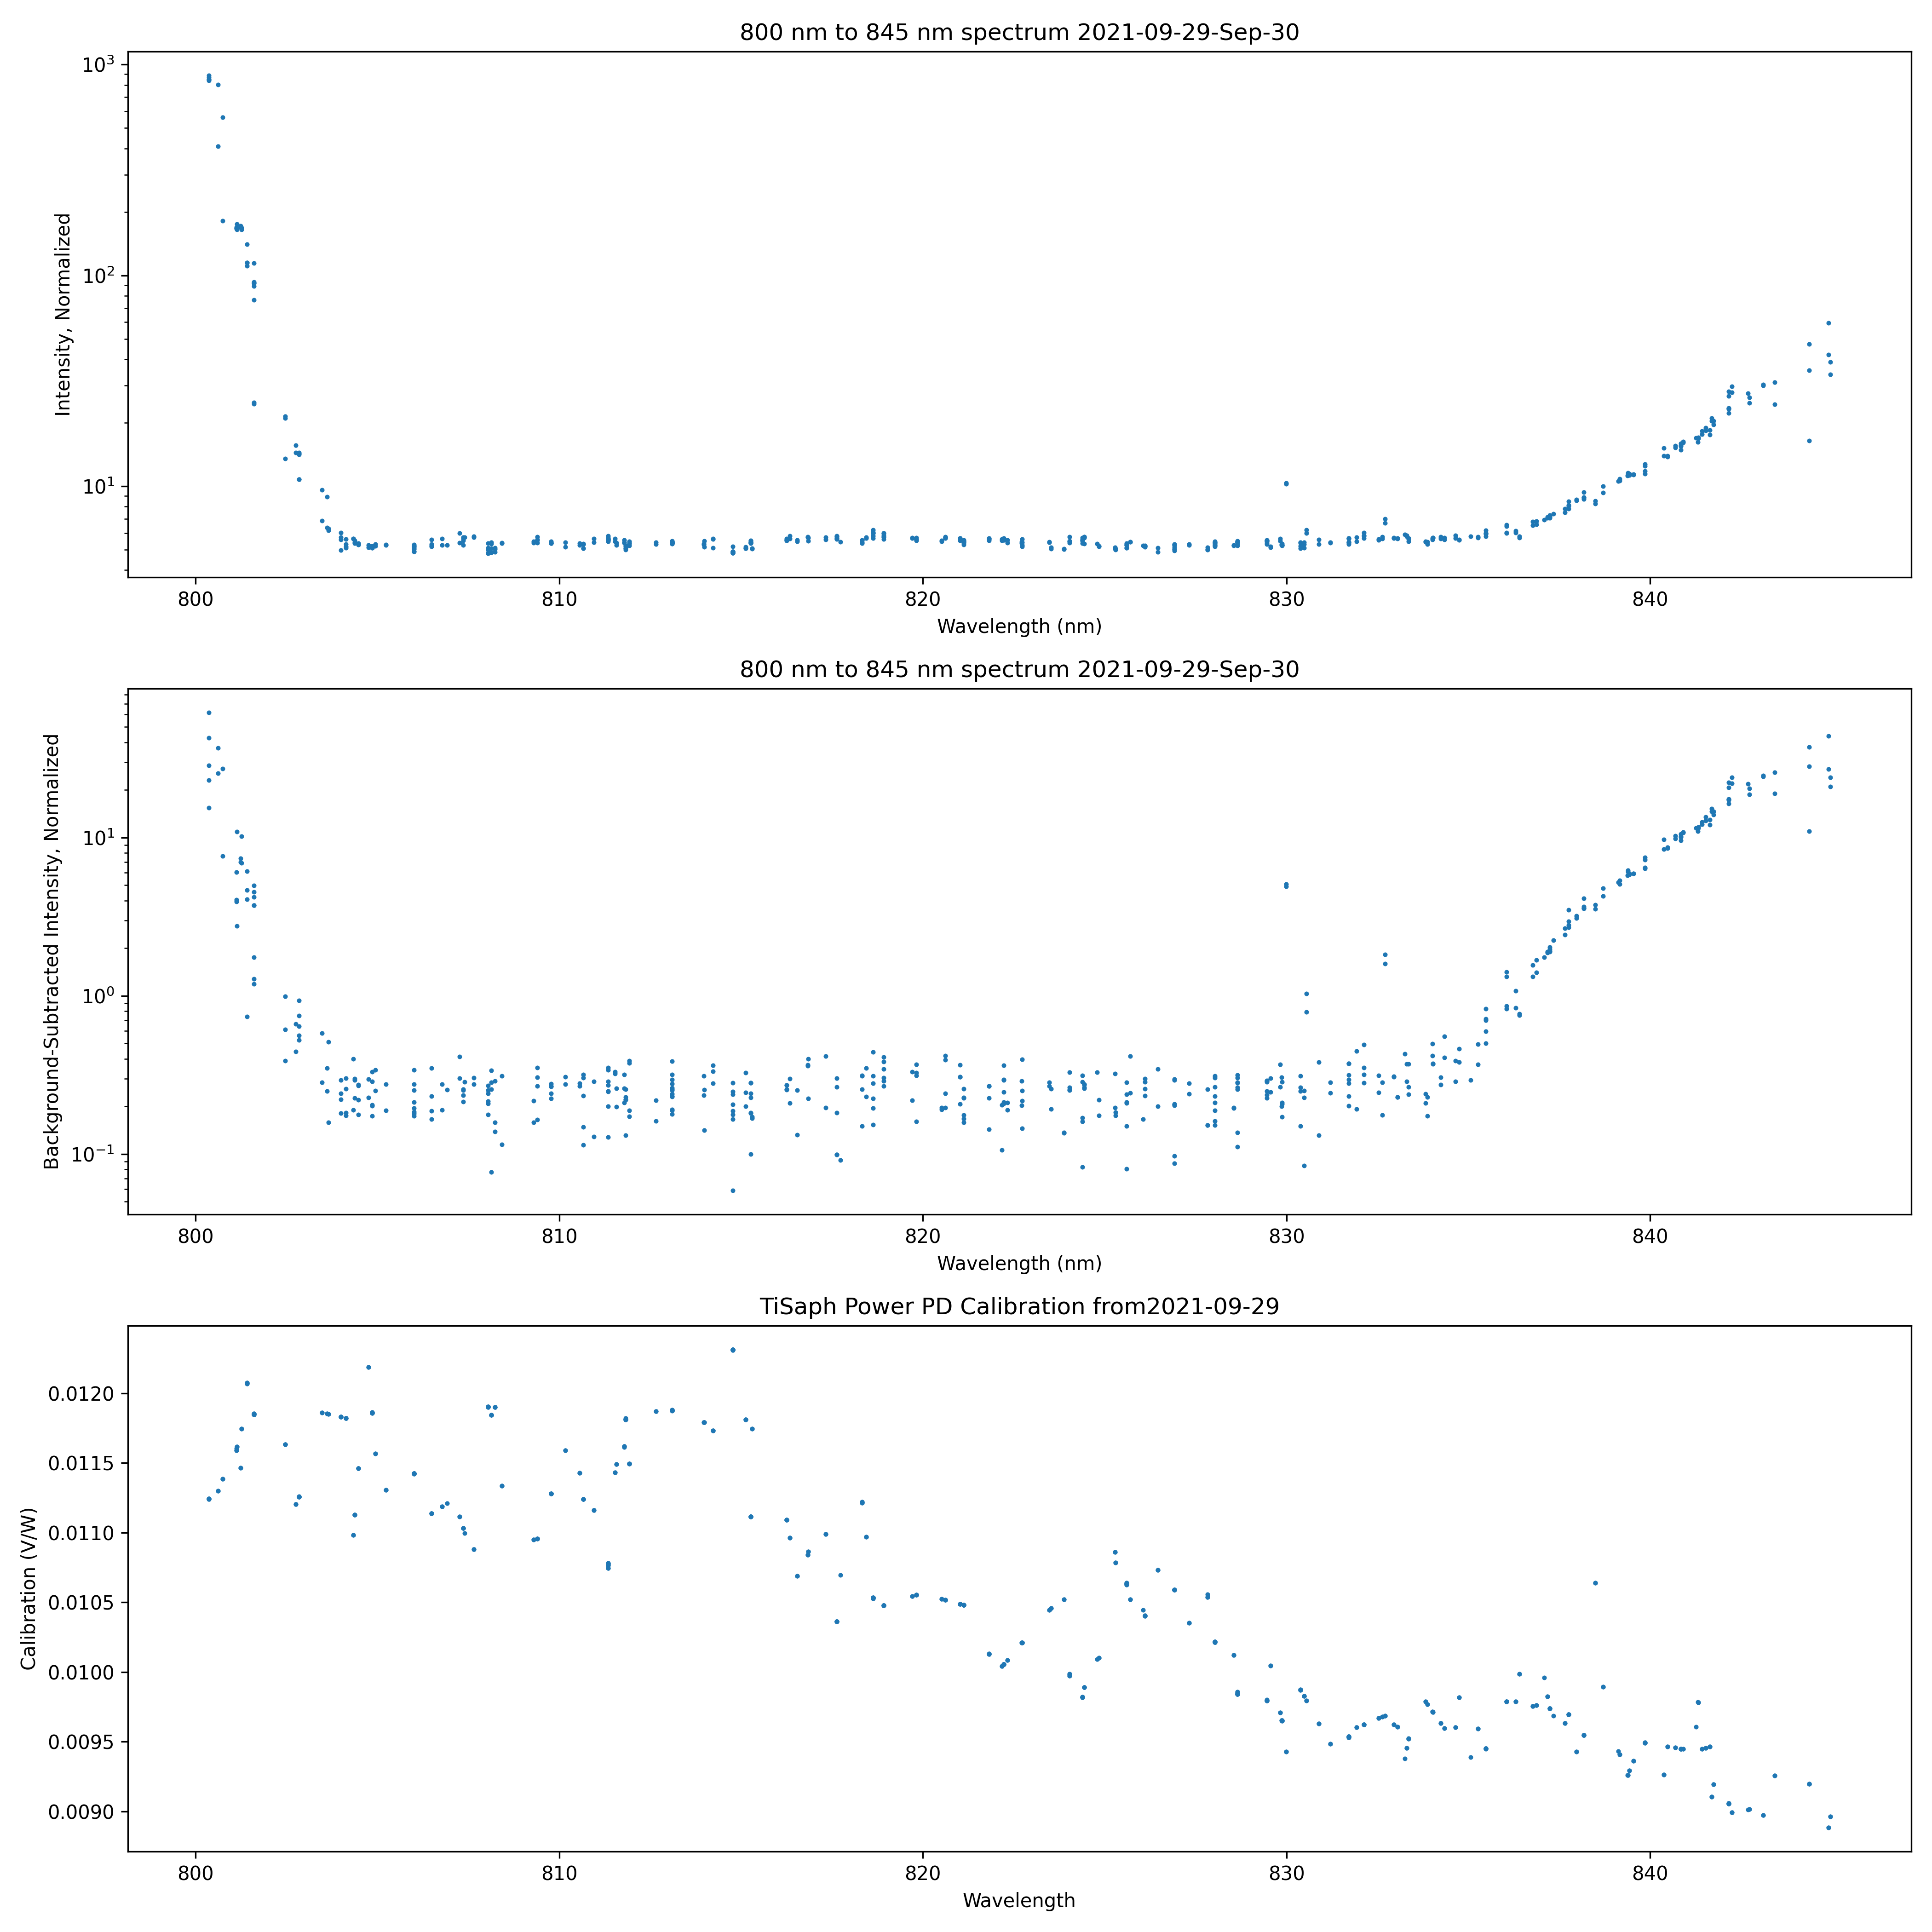 800 nm to 845 nm spectrum 2021-09-29-Sep-30
Intensity, Normalized
10³
10²
10¹
800 810 820 830 840
Wavelength (nm)
800 nm to 845 nm spectrum 2021-09-29-Sep-30
Background-Subtracted Intensity, Normalized
10¹
10⁰
10⁻¹
800 810 820 830 840
Wavelength (nm)
TiSaph Power PD Calibration from2021-09-29
Calibration (V/W)
0.0120
0.0115
0.0110
0.0105
0.0100
0.0095
0.0090
800 810 820 830 840
Wavelength